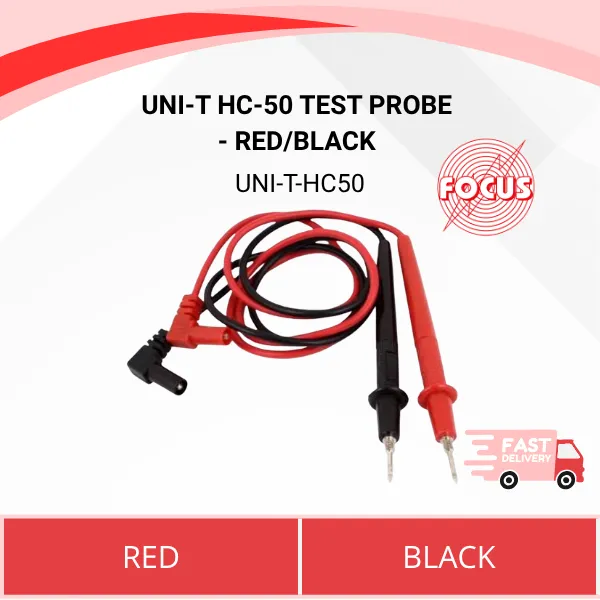 UNI-T HC-50 TEST PROBE
- RED/BLACK
UNI-T-HC50
FOCUS
FAST
DELIVERY
RED
BLACK